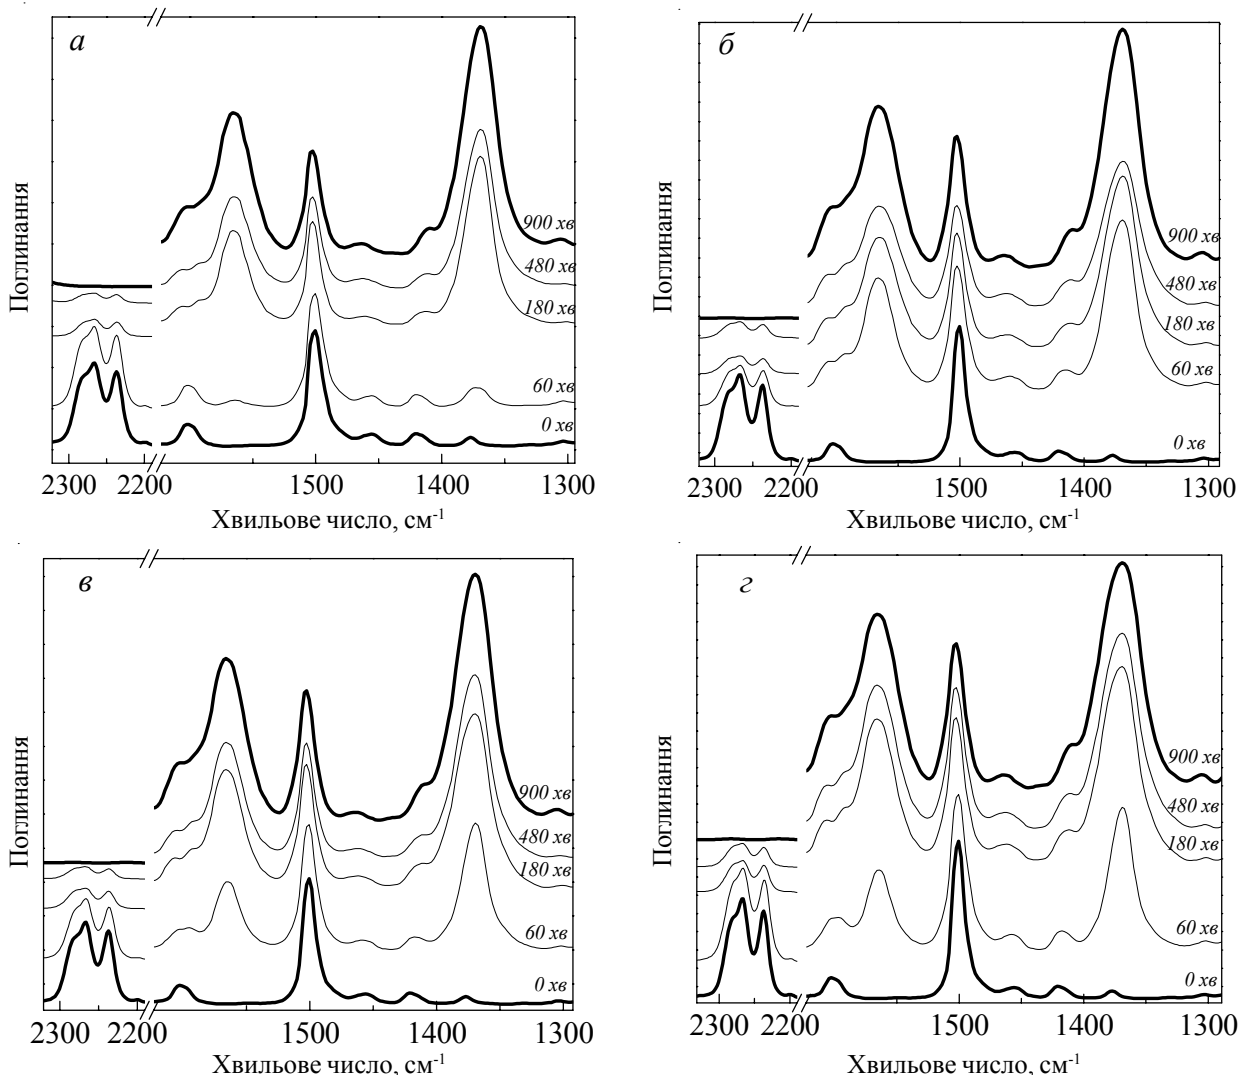 а
Поглинання
900 хв
480 хв
180 хв
60 хв
0 хв
2300 2200 1500 1400 1300
Хвильове число, см-1
б
Поглинання
900 хв
480 хв
180 хв
60 хв
0 хв
2300 2200 1500 1400 1300
Хвильове число, см-1
в
Поглинання
900 хв
480 хв
180 хв
60 хв
0 хв
2300 2200 1500 1400 1300
Хвильове число, см-1
г
Поглинання
900 хв
480 хв
180 хв
60 хв
0 хв
2300 2200 1500 1400 1300
Хвильове число, см-1